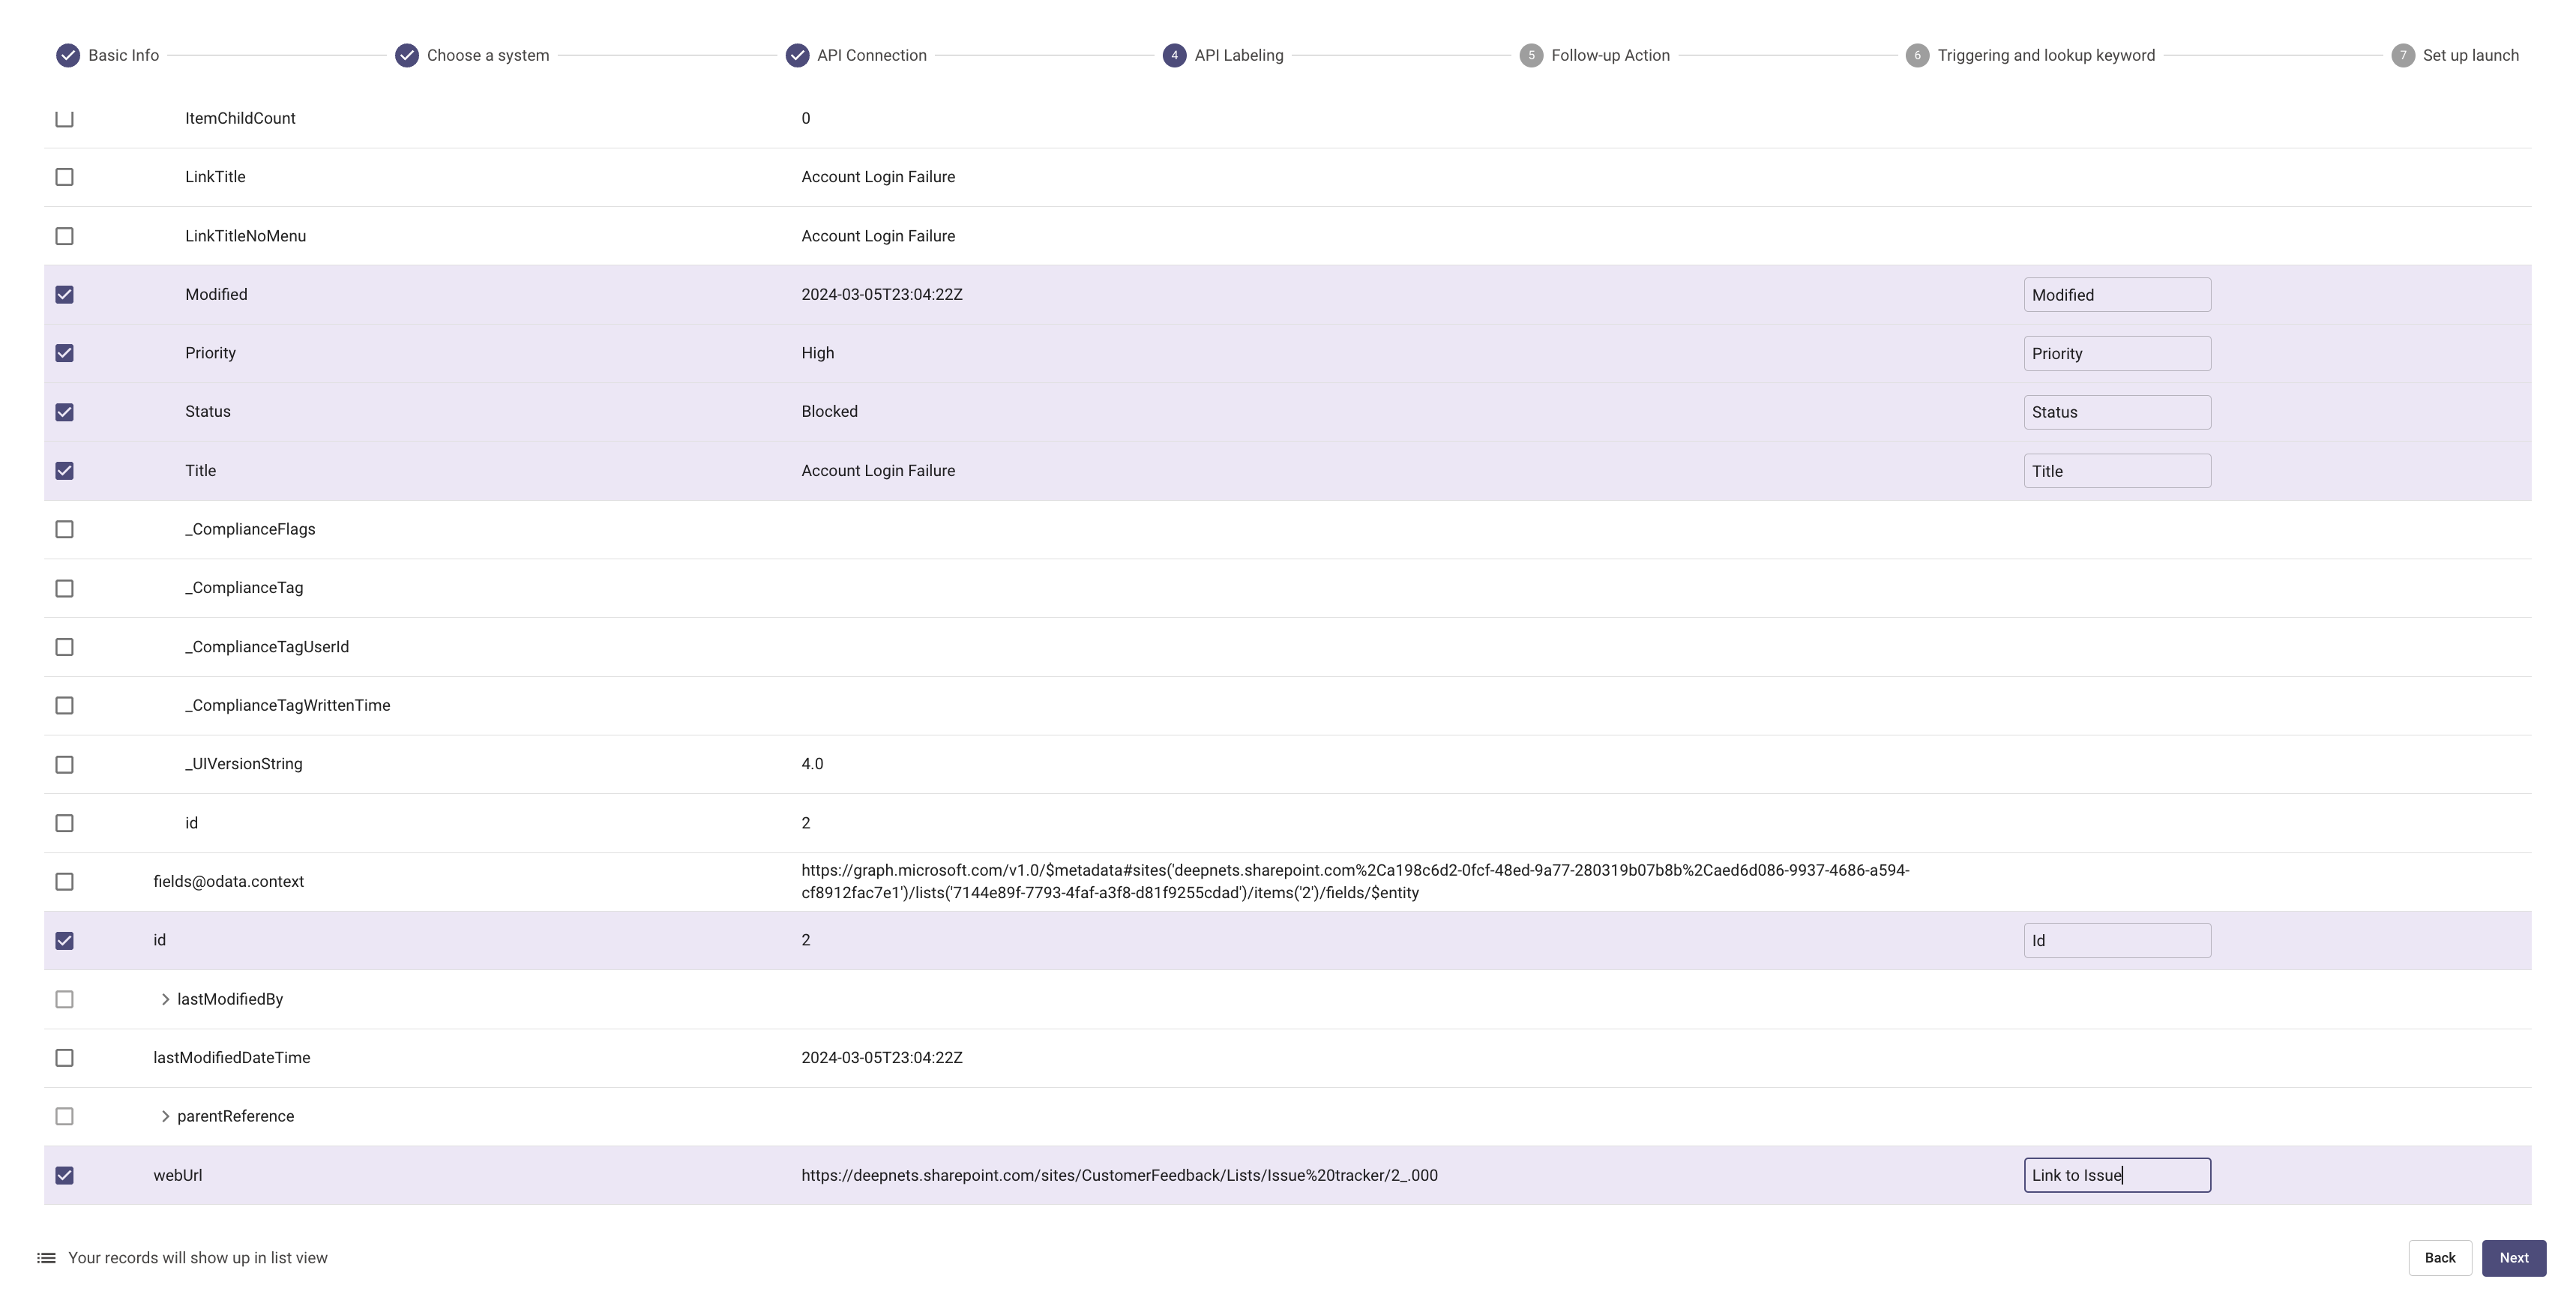 Basic Info
Choose a system
API Connection
4 API Labeling
5 Follow-up Action
6 Triggering and lookup keyword
7 Set up launch
ItemChildCount 0
LinkTitle Account Login Failure
LinkTitleNoMenu Account Login Failure
Modified 2024-03-05T23:04:22Z Modified
Priority High Priority
Status Blocked Status
Title Account Login Failure Title
_ComplianceFlags
_ComplianceTag
_ComplianceTagUserId
_ComplianceTagWrittenTime
_UIVersionString 4.0
id 2
fields@odata.context https://graph.microsoft.com/v1.0/$metadata#sites('deepnets.sharepoint.com%2Ca198c6d2-0fcf-48ed-9a77-280319b07b8b%2Caed6d086-9937-4686-a594-
cf8912fac7e1')/lists('7144e89f-7793-4faf-a3f8-d81f9255cdad')/items('2')/fields/$entity
id 2 Id
lastModifiedBy
lastModifiedDateTime 2024-03-05T23:04:22Z
parentReference
webUrl https://deepnets.sharepoint.com/sites/CustomerFeedback/Lists/Issue%20tracker/2_.000 Link to Issue
Your records will show up in list view
Back
Next